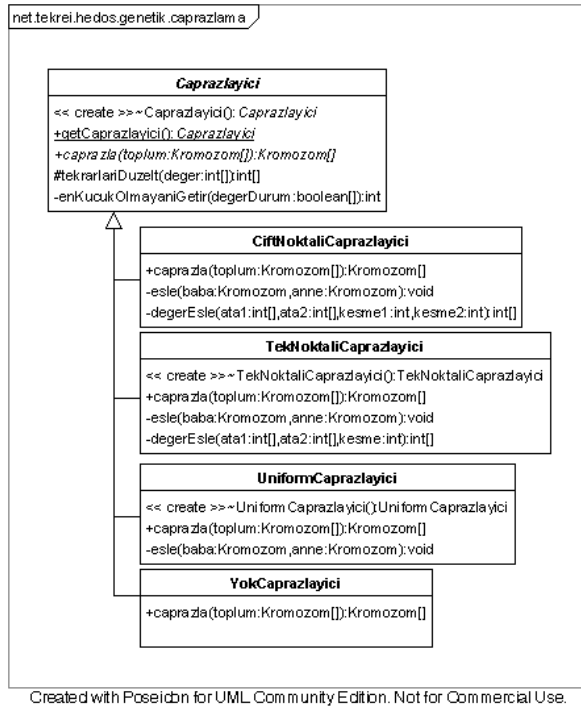 net.tekrei.hedos.genetik.caprazlama
Caprazlayici
<< create >>~Caprazlayici(): Caprazlayici
+getCaprazlayici(): Caprazlayici
+caprazla(toplum:Kromozom[]):Kromozom[]
#tekrarlariDuzelt(deger:int[]):int[]
-enKucukOlmayaniGetir(degerDurum:boolean[]):int
CiftNoktaliCaprazlayici
+caprazla(toplum:Kromozom[]):Kromozom[]
-esle(baba:Kromozom,anne:Kromozom):void
-degerEsle(ata1:int[],ata2:int[],kesme1:int,kesme2:int):int[]
TekNoktaliCaprazlayici
<< create >>~TekNoktaliCaprazlayici():TekNoktaliCaprazlayici
+caprazla(toplum:Kromozom[]):Kromozom[]
-esle(baba:Kromozom,anne:Kromozom):void
-degerEsle(ata1:int[],ata2:int[],kesme:int):int[]
UniformCaprazlayici
<< create >>~UniformCaprazlayici():UniformCaprazlayici
+caprazla(toplum:Kromozom[]):Kromozom[]
-esle(baba:Kromozom,anne:Kromozom):void
YokCaprazlayici
+caprazla(toplum:Kromozom[]):Kromozom[]
Created with Poseidon for UML Community Edition. Not for Commercial Use.